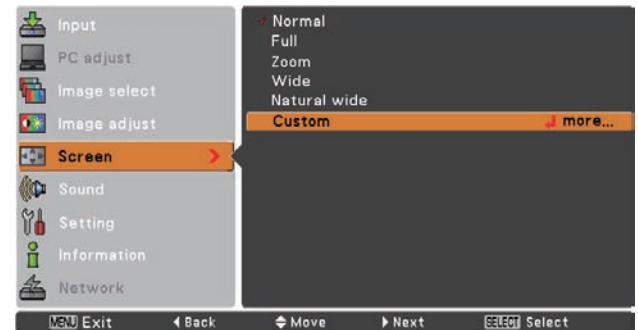 Input
PC adjust
Image select
Image adjust
Screen
Sound
Setting
Information
Network
Normal
Full
Zoom
Wide
Natural wide
Custom more...
MENU Exit Back Move Next SELECT Select